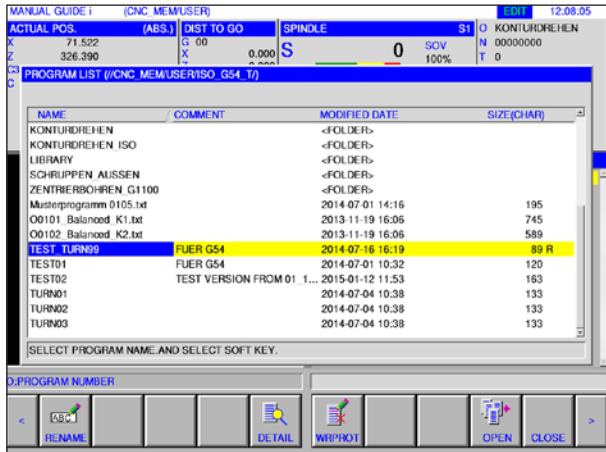 MANUAL GUIDE i (CNC_MEM/USER) EDIT 12:08:05
ACTUAL POS. (ABS.) DIST TO GO SPINDLE S1 O KONTURDREHEN
X 71.522 G 00 S 0 SOV N 00000000
Z 326.390 X 0.000 100% T 0
C3 PROGRAM LIST (//CNC_MEM/USER/ISO_G54_T/)
C
NAME COMMENT MODIFIED DATE SIZE(CHAR)
KONTURDREHEN <FOLDER>
KONTURDREHEN_ISO <FOLDER>
LIBRARY <FOLDER>
SCHRUPPEN_AUSSEN <FOLDER>
ZENTRIERBOHREN_G1100 <FOLDER>
Musterprogramm 0105.txt 2014-07-01 14:16 195
O0101_Balanced_K1.txt 2013-11-19 16:06 745
O0102_Balanced_K2.txt 2013-11-19 16:06 589
TEST_TURN99 FUER G54 2014-07-16 16:19 89 R
TEST01 FUER G54 2014-07-01 10:32 120
TEST02 TEST VERSION FROM 01_1... 2015-01-12 11:53 163
TURN01 2014-07-04 10:38 133
TURN02 2014-07-04 10:38 133
TURN03 2014-07-04 10:38 133
SELECT PROGRAM NAME.AND SELECT SOFT KEY.
O:PROGRAM NUMBER
< ABC RENAME DETAIL WRPROT OPEN CLOSE >